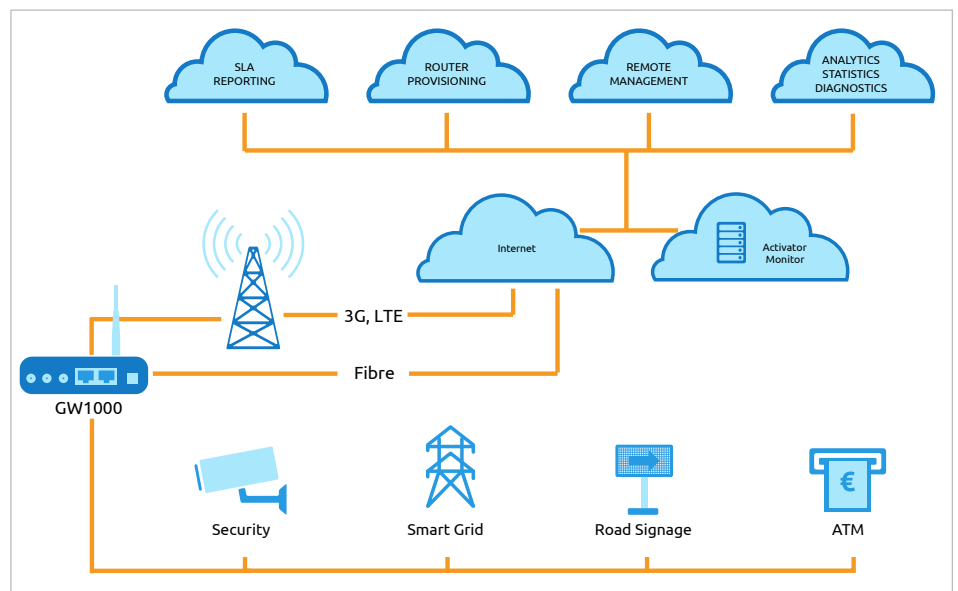 SLA
REPORTING
ROUTER
PROVISIONING
REMOTE
MANAGEMENT
ANALYTICS
STATISTICS
DIAGNOSTICS
Internet
Activator
Monitor
3G, LTE
Fibre
GW1000
€
Security
Smart Grid
Road Signage
ATM